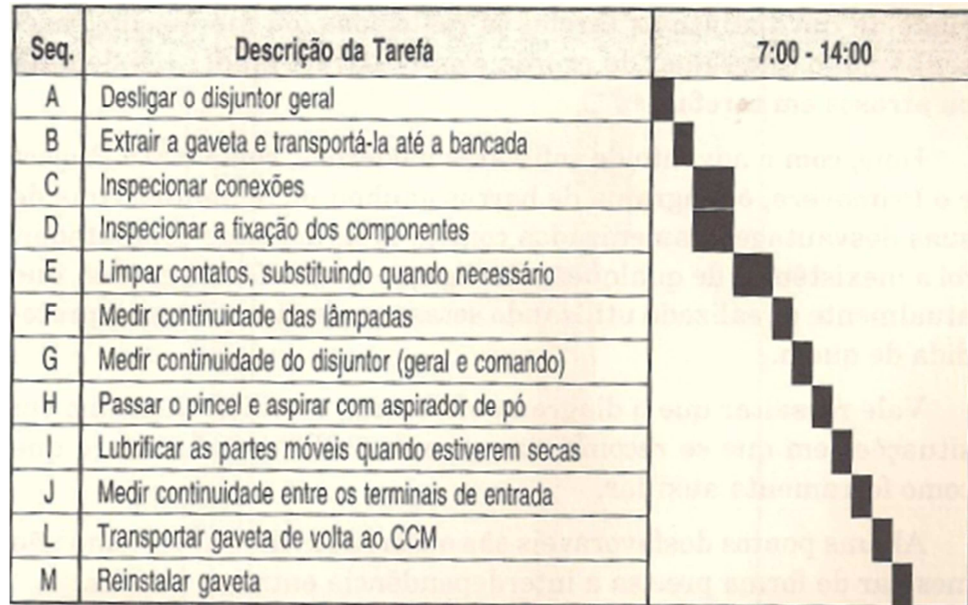 Seq. Descrição da Tarefa 7:00 - 14:00
A Desligar o disjuntor geral
B Extrair a gaveta e transportá-la até a bancada
C Inspecionar conexões
D Inspecionar a fixação dos componentes
E Limpar contatos, substituindo quando necessário
F Medir continuidade das lâmpadas
G Medir continuidade do disjuntor (geral e comando)
H Passar o pincel e aspirar com aspirador de pó
I Lubrificar as partes móveis quando estiverem secas
J Medir continuidade entre os terminais de entrada
L Transportar gaveta de volta ao CCM
M Reinstalar gaveta